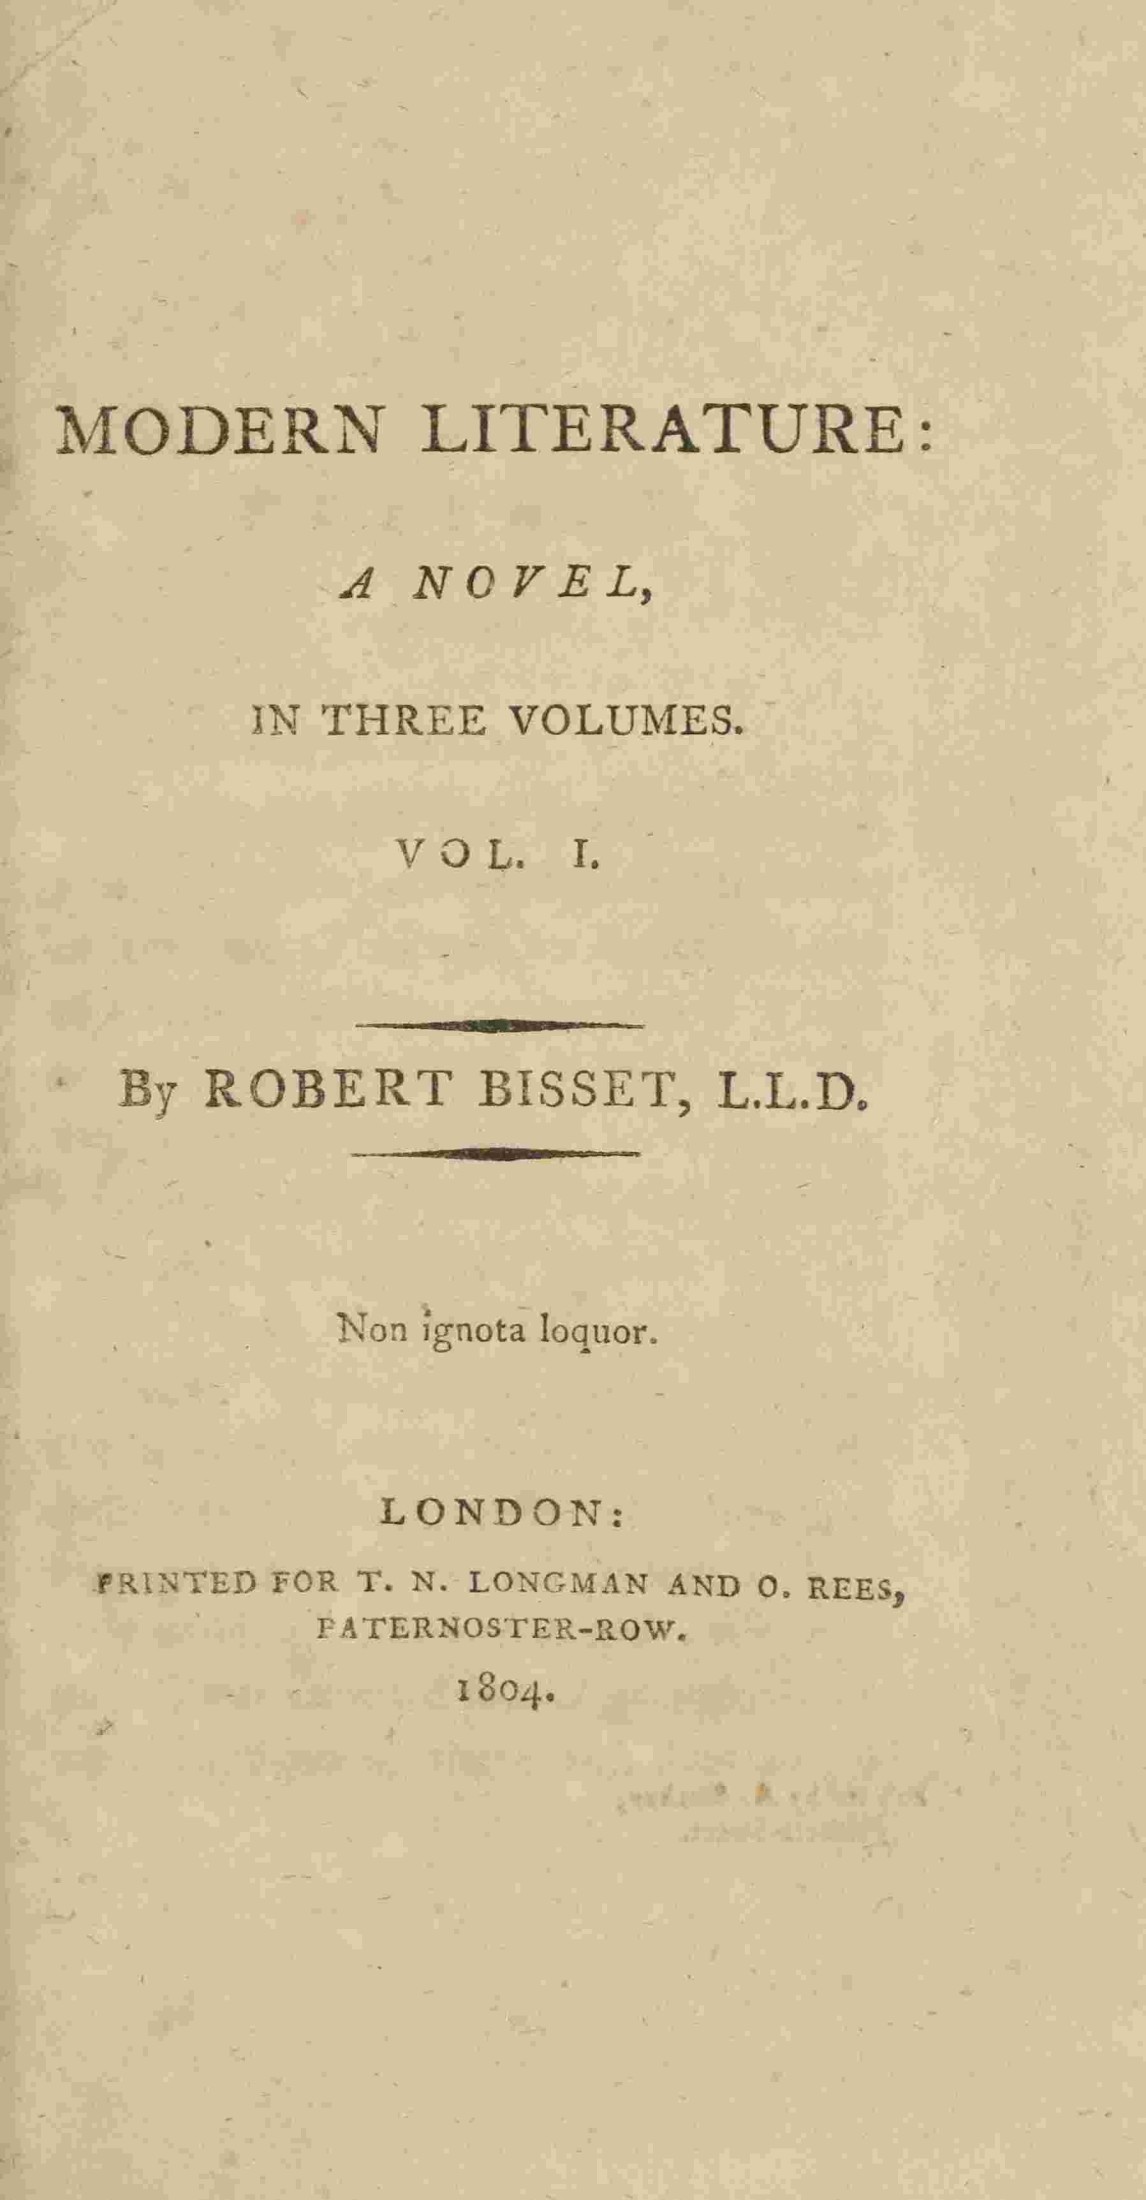 MODERN LITERATURE:
A NOVEL,
IN THREE VOLUMES.
VOL. I.
By ROBERT BISSET, L.L.D.
Non ignota loquor.
LONDON:
PRINTED FOR T. N. LONGMAN AND O. REES,
PATERNOSTER-ROW.
1804.